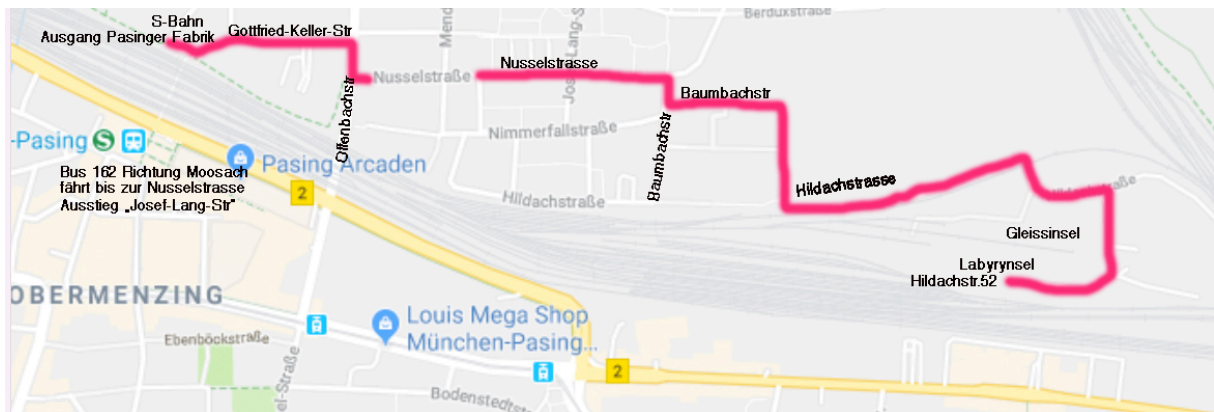 S-Bahn
Ausgang Pasinger Fabrik
Gottfried-Keller-Str
Berduxstraße
Nusselstrasse
Nusselstraße
Offenbachstr
Baumbachstr
Nimmerfallstraße
Baumbachstr
-Pasing
Pasing Arcaden
Bus 162 Richtung Moosach
fährt bis zur Nusselstrasse
Ausstieg „Josef-Lang-Str"
2
Hildachstraße
Hildachstrasse
Gleissinsel
Labyrynsel
Hildachstr.52
OBERMENZING
Louis Mega Shop
München-Pasing...
Ebenböckstraße
2
Bodenstedtstr
el-Straße